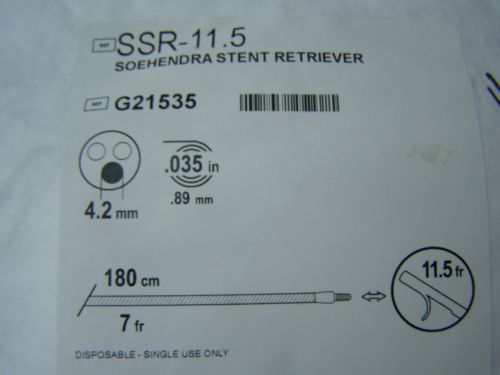 REF SSR-11.5
SOEHENDRA STENT RETRIEVER
REF G21535
4.2 mm
.035 in
.89 mm
180 cm
7 fr
11.5 fr
DISPOSABLE - SINGLE USE ONLY